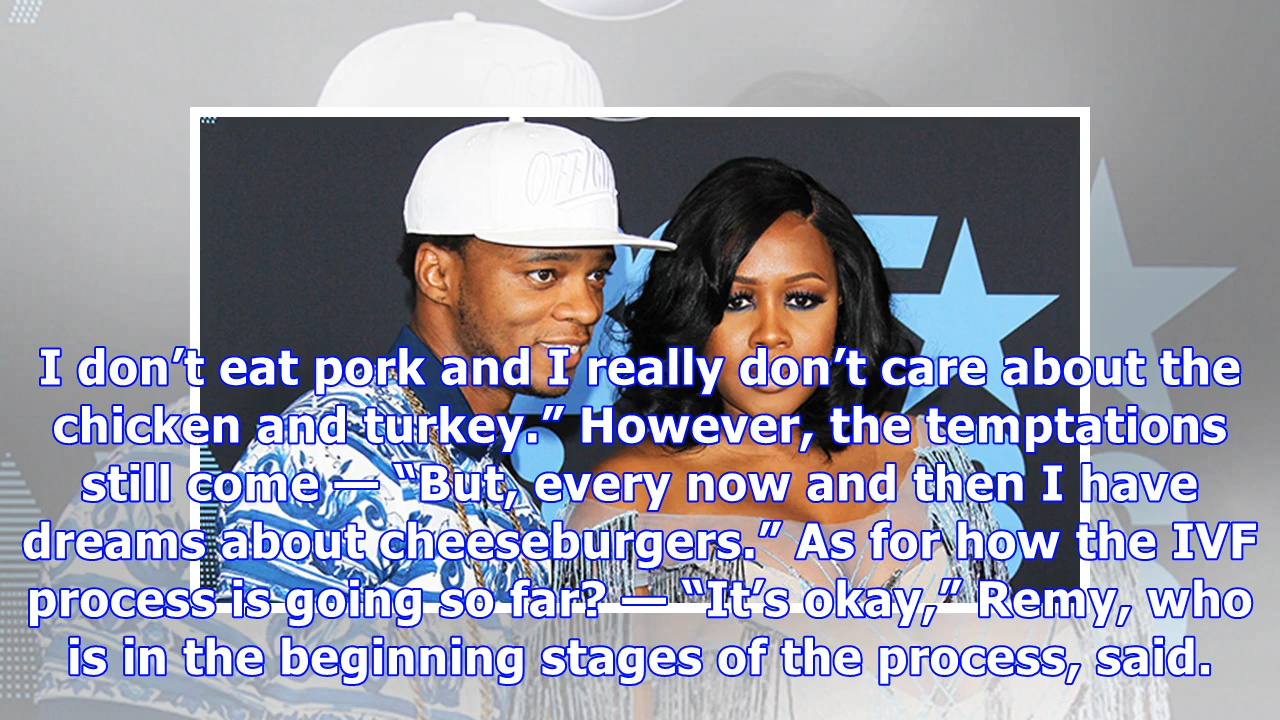 OFFICI
I don’t eat pork and I really don’t care about the
chicken and turkey.” However, the temptations
still come — “But, every now and then I have
dreams about cheeseburgers.” As for how the IVF
process is going so far? — “It’s okay,” Remy, who
is in the beginning stages of the process, said.